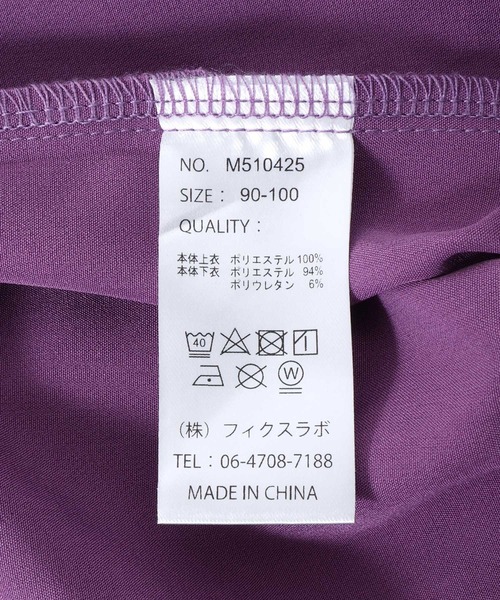 NO. M510425
SIZE : 90-100
QUALITY :
本体上衣 ポリエステル 100%
本体下衣 ポリエステル 94%
ポリウレタン 6%
40
W
（株）フィクスラボ
TEL : 06-4708-7188
MADE IN CHINA